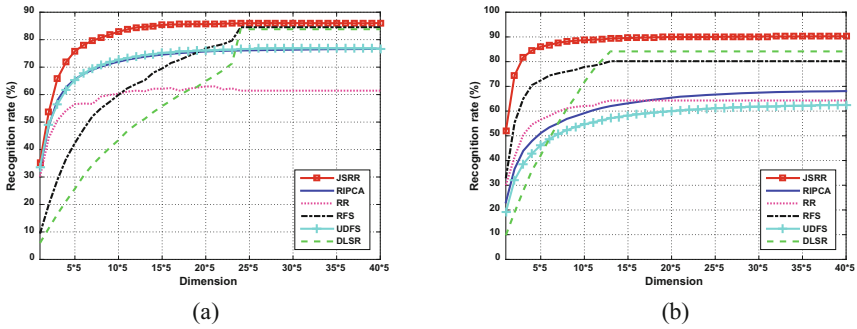 90
80
70
60
50
40
30
20
10
0
Recognition rate (%)
5*5 10*5 15*5 20*5 25*5 30*5 35*5 40*5
Dimension
JSRR
RIPCA
RR
RFS
UDFS
DLSR
(a)
100
90
80
70
60
50
40
30
20
10
0
Recognition rate (%)
5*5 10*5 15*5 20*5 25*5 30*5 35*5 40*5
Dimension
JSRR
RIPCA
RR
RFS
UDFS
DLSR
(b)